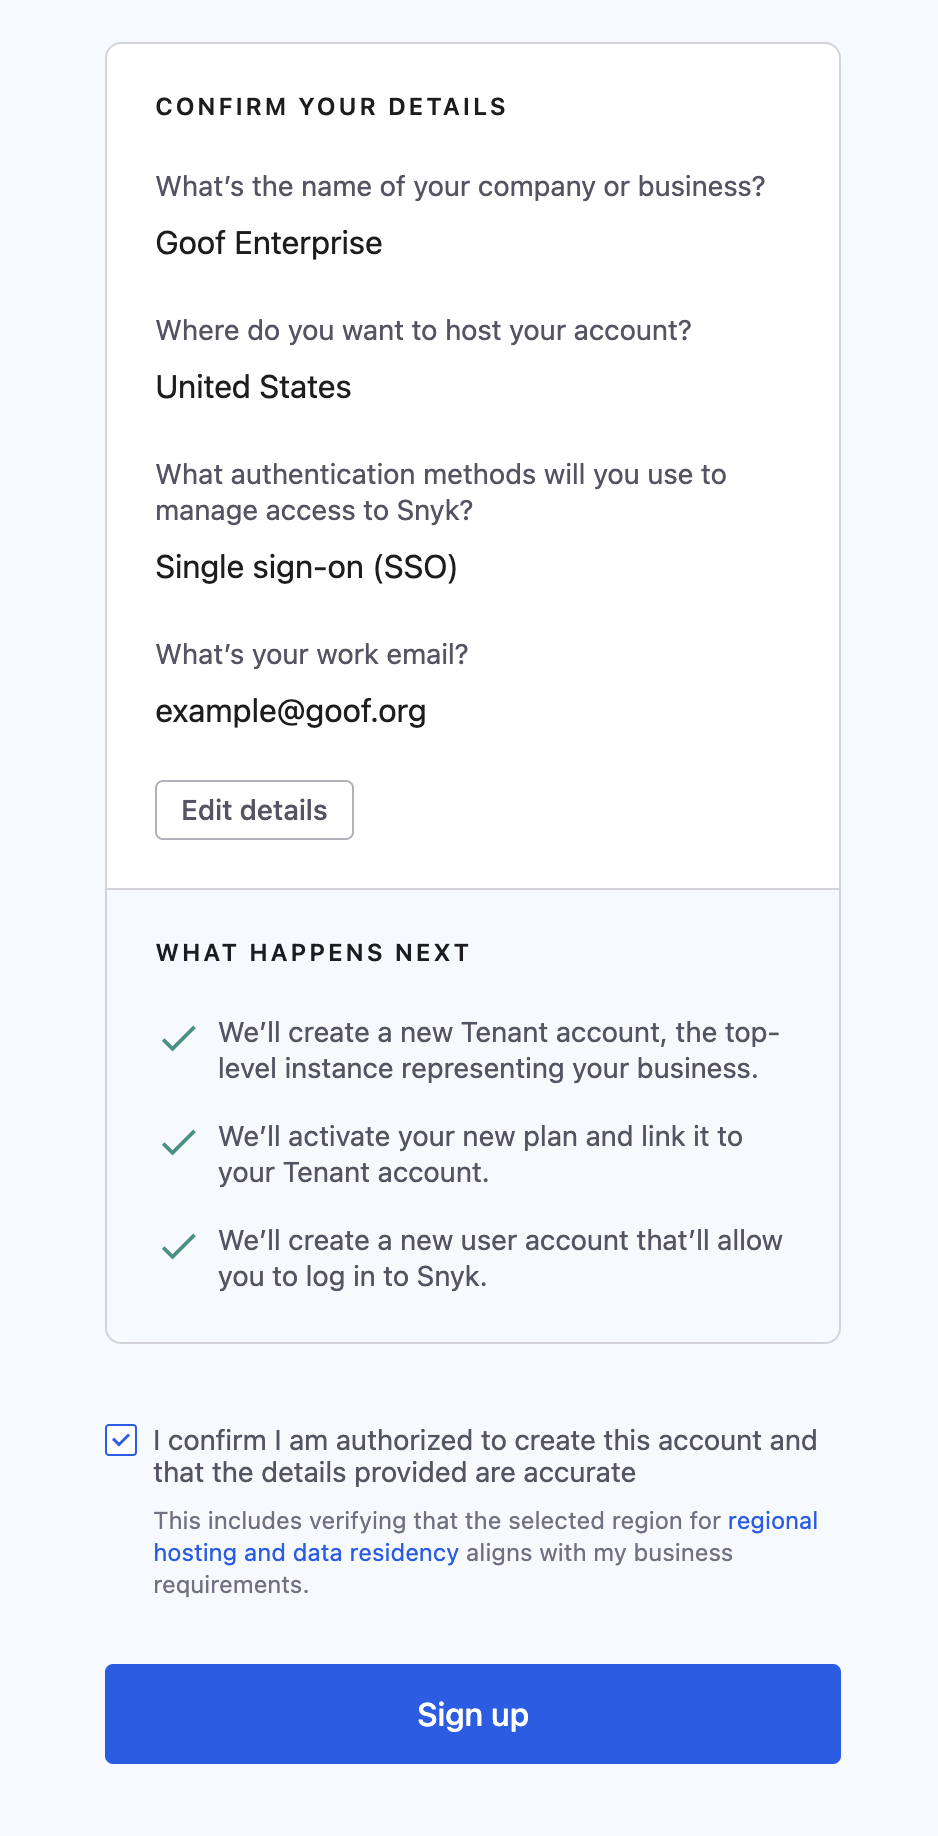 CONFIRM YOUR DETAILS
What’s the name of your company or business?
Goof Enterprise
Where do you want to host your account?
United States
What authentication methods will you use to
manage access to Snyk?
Single sign-on (SSO)
What’s your work email?
example@goof.org
Edit details
WHAT HAPPENS NEXT
We’ll create a new Tenant account, the top-
level instance representing your business.
We’ll activate your new plan and link it to
your Tenant account.
We’ll create a new user account that’ll allow
you to log in to Snyk.
I confirm I am authorized to create this account and
that the details provided are accurate
This includes verifying that the selected region for regional
hosting and data residency aligns with my business
requirements.
Sign up